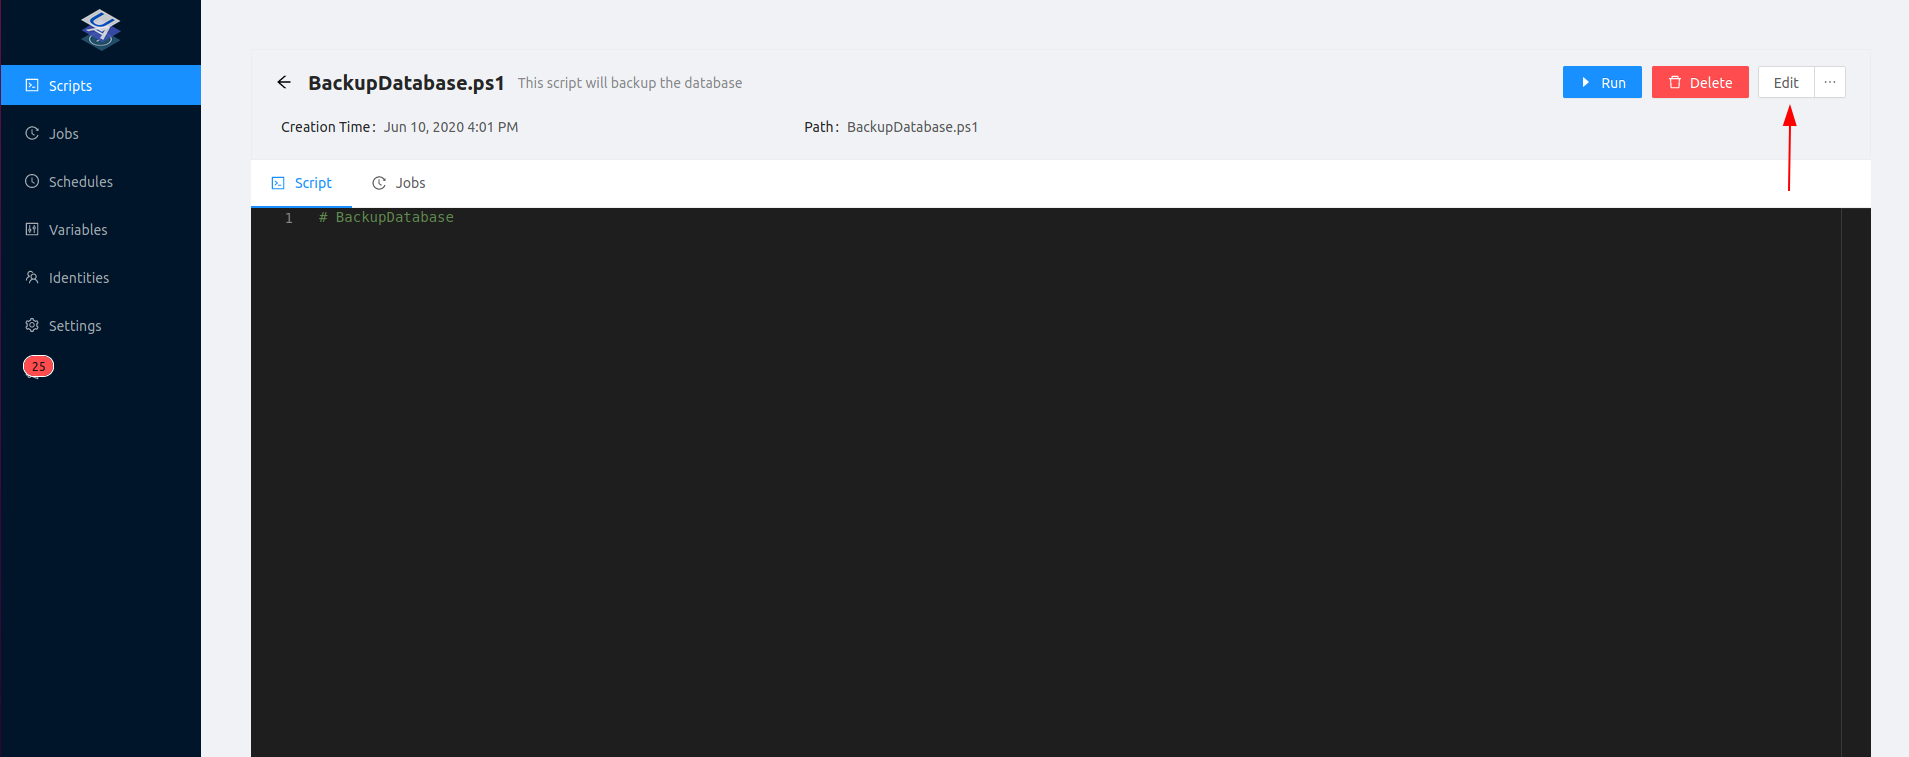 Scripts
Jobs
Schedules
Variables
Identities
Settings
25
BackupDatabase.ps1 This script will backup the database
Run Delete Edit ···
Creation Time: Jun 10, 2020 4:01 PM Path: BackupDatabase.ps1
Script Jobs
1 # BackupDatabase